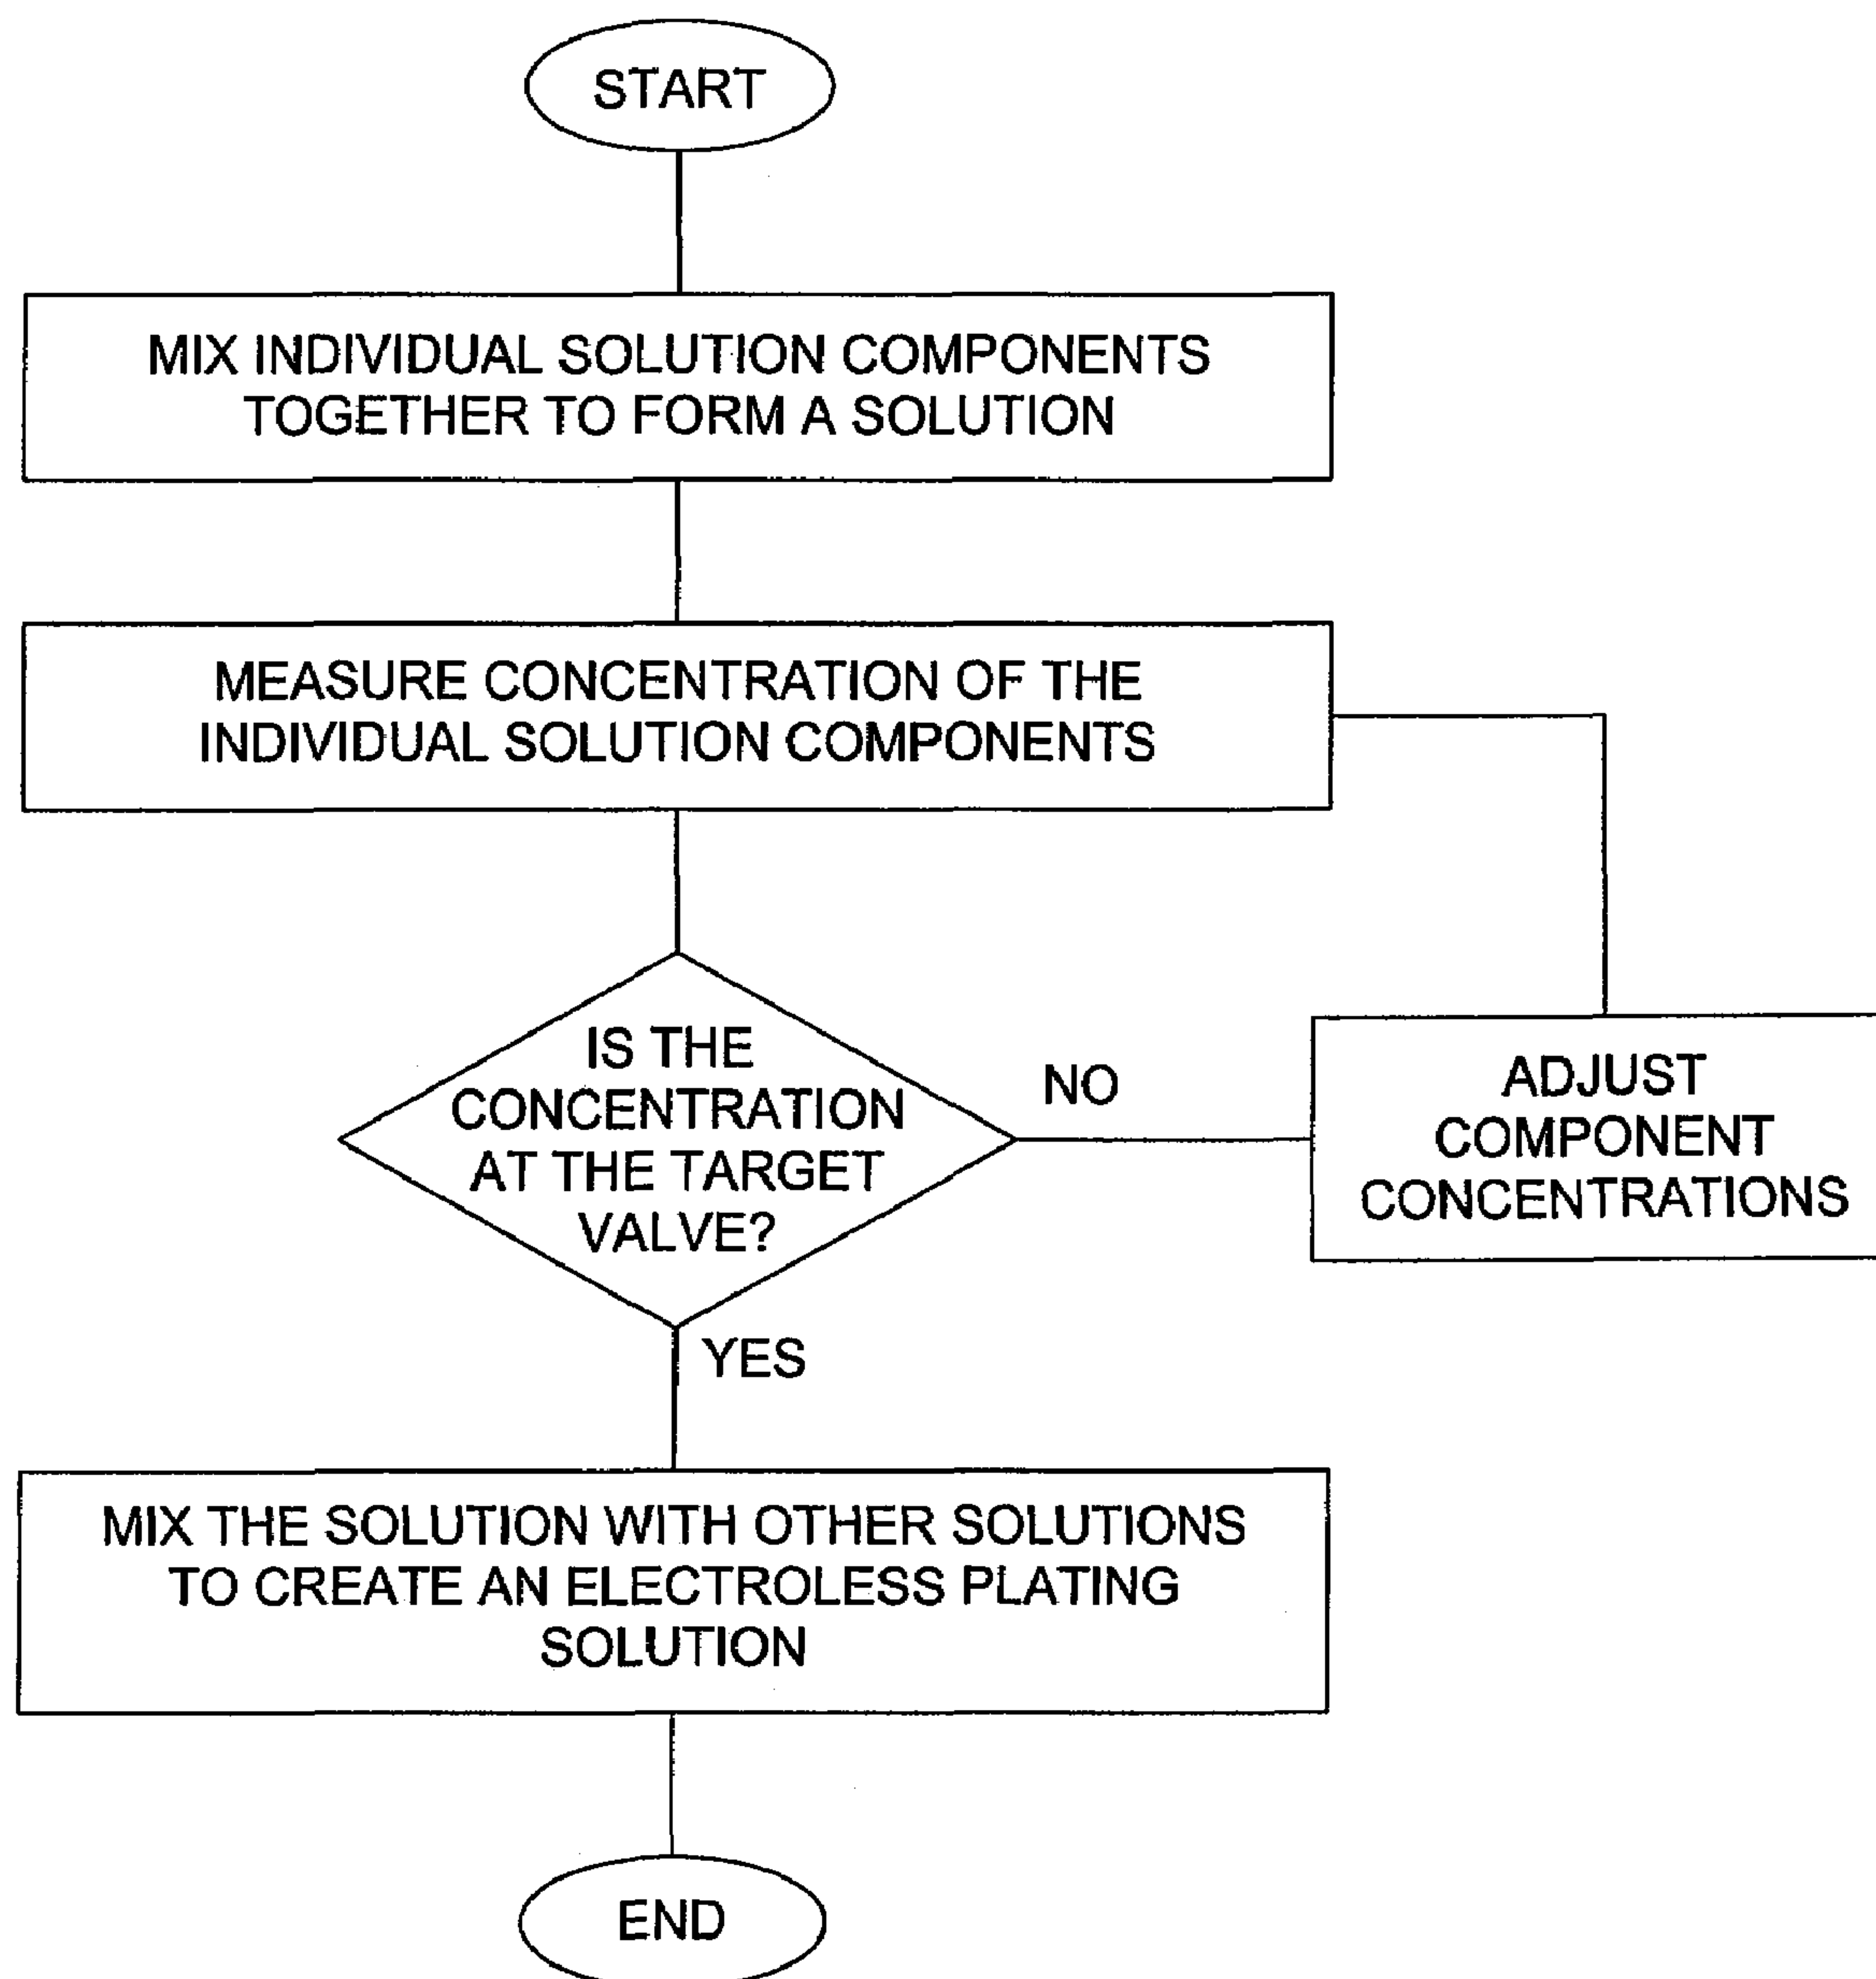 START
MIX INDIVIDUAL SOLUTION COMPONENTS
TOGETHER TO FORM A SOLUTION
MEASURE CONCENTRATION OF THE
INDIVIDUAL SOLUTION COMPONENTS
IS THE
CONCENTRATION
AT THE TARGET
VALVE?
NO
ADJUST
COMPONENT
CONCENTRATIONS
YES
MIX THE SOLUTION WITH OTHER SOLUTIONS
TO CREATE AN ELECTROLESS PLATING
SOLUTION
END